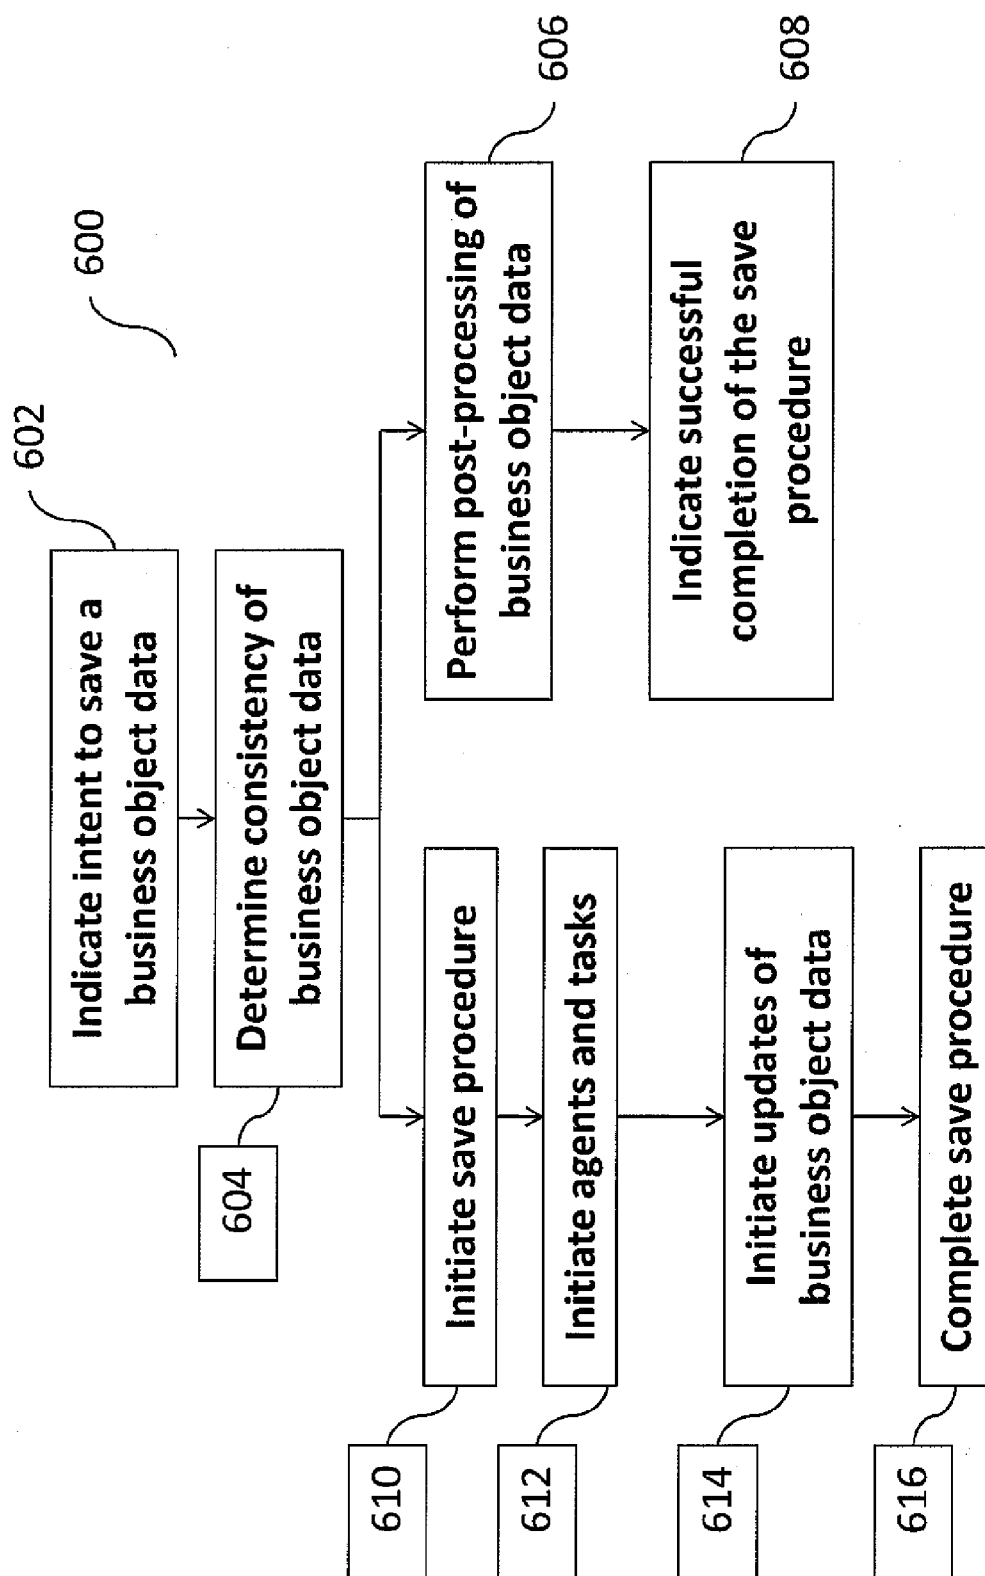 600
602
Indicate intent to save a
business object data
604
Determine consistency of
business object data
610
Initiate save procedure
612
Initiate agents and tasks
614
Initiate updates of
business object data
616
Complete save procedure
Perform post-processing of
business object data
606
Indicate successful
completion of the save
procedure
608